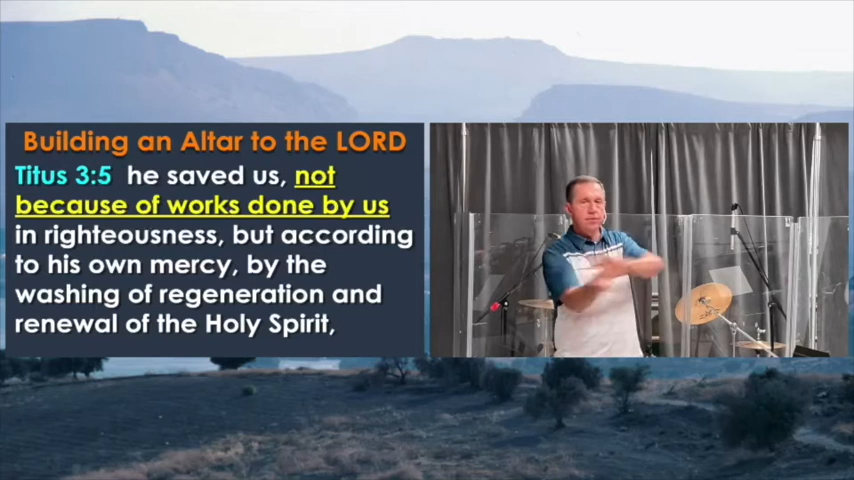 Building an Altar to the LORD
Titus 3:5 he saved us, not
because of works done by us
in righteousness, but according
to his own mercy, by the
washing of regeneration and
renewal of the Holy Spirit,